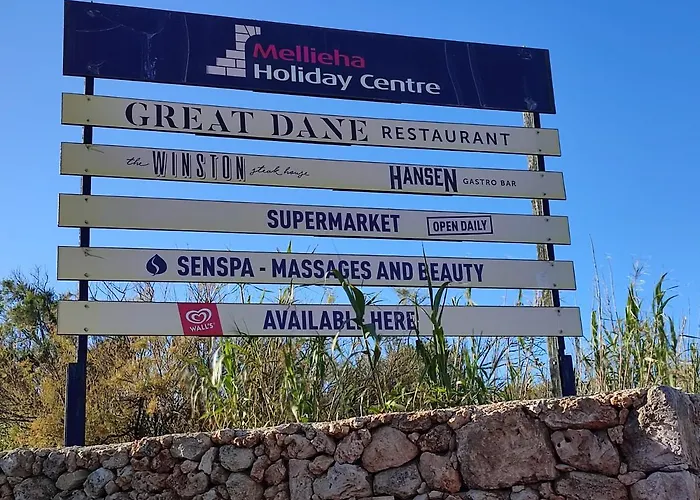 Mellieha
Holiday Centre
GREAT DANE RESTAURANT
the WINSTON steak house HANSEN GASTRO BAR
SUPERMARKET OPEN DAILY
SENSPA - MASSAGES AND BEAUTY
WALL'S AVAILABLE HERE